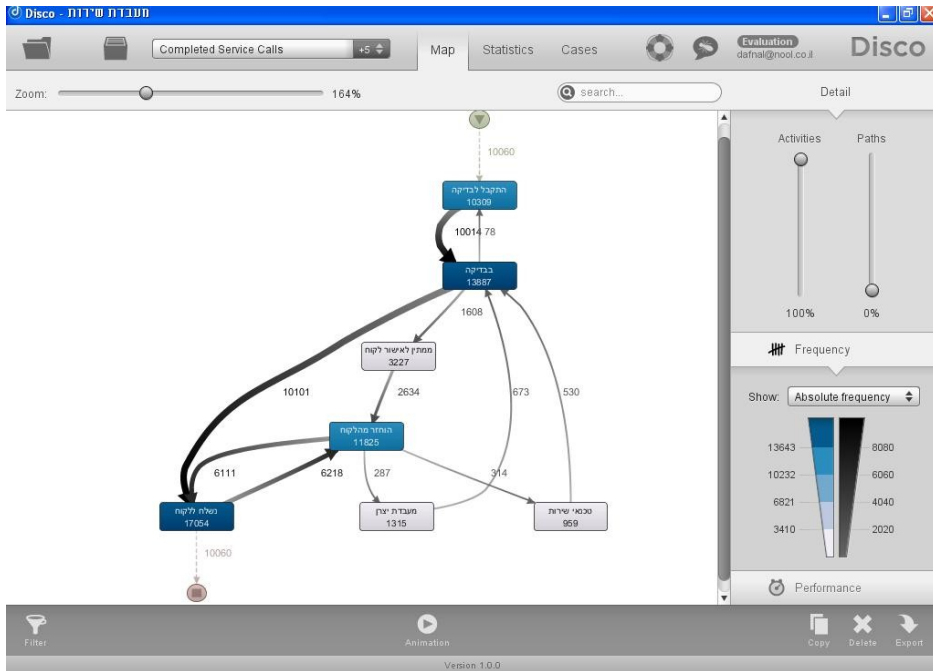 Disco - מעבדת שירות
Completed Service Calls
+5
Map
Statistics
Cases
Evaluation
dafnal@nool.co.il
Disco
Zoom:
164%
search...
Detail
10060
התקבל לבדיקה
10309
10014
78
בבדיקה
13887
1608
ממתין לאישור לקוח
3227
10101
2634
673
530
הוחזר מהלקוח
11825
6111
6218
287
314
נשלח ללקוח
17054
מעבדת יצרן
1315
טכנאי שירות
959
10060
Activities
Paths
100%
0%
Frequency
Show:
Absolute frequency
13643
8080
10232
6060
6821
4040
3410
2020
Performance
Filter
Animation
Copy
Delete
Export
Version 1.0.0